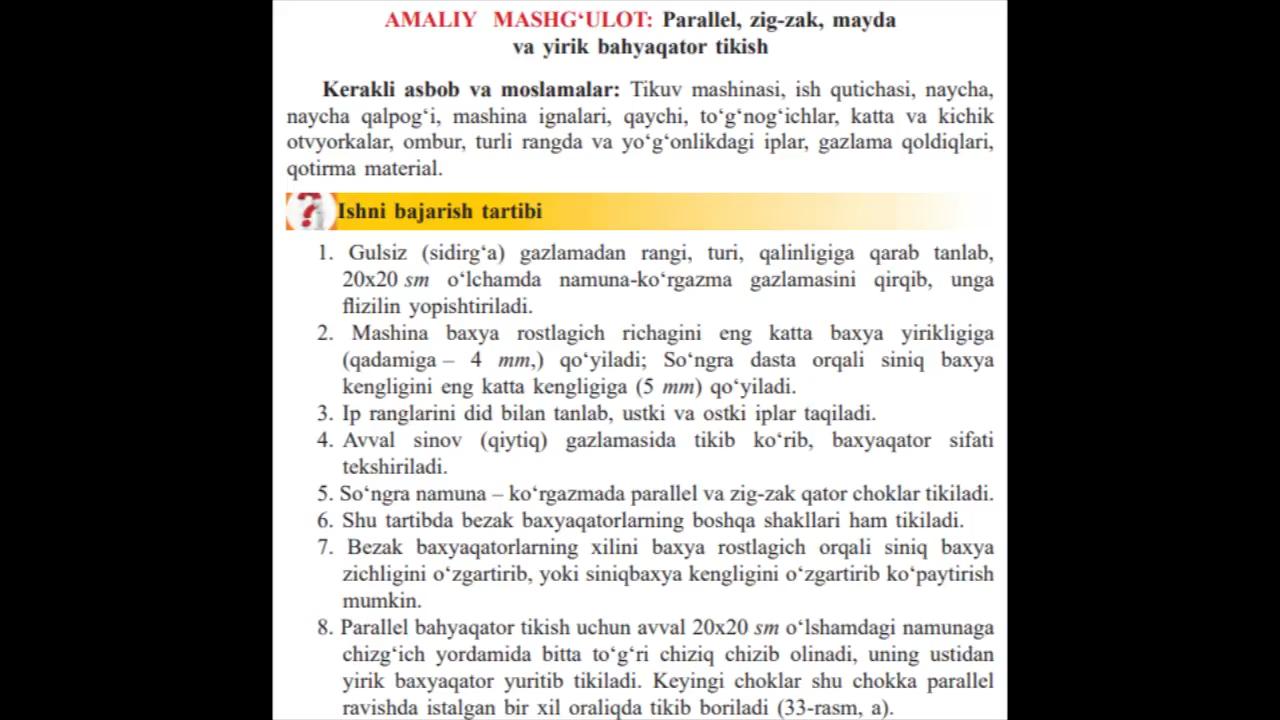 AMALIY MASHG‘ULOT: Parallel, zig-zak, mayda
va yirik bahyaqator tikish
Kerakli asbob va moslamalar: Tikuv mashinasi, ish qutichasi, naycha,
naycha qalpog‘i, mashina ignalari, qaychi, to‘g‘nog‘ichlar, katta va kichik
otvyorkalar, ombur, turli rangda va yo‘g‘onlikdagi iplar, gazlama qoldiqlari,
qotirma material.
Ishni bajarish tartibi
1. Gulsiz (sidirg‘a) gazlamadan rangi, turi, qalinligiga qarab tanlab,
20x20 sm o‘lchamda namuna-ko‘rgazma gazlamasini qirqib, unga
flizilin yopishtiriladi.
2. Mashina baxya rostlagich richagini eng katta baxya yirikligiga
(qadamiga – 4 mm,) qo‘yiladi; So‘ngra dasta orqali siniq baxya
kengligini eng katta kengligiga (5 mm) qo‘yiladi.
3. Ip ranglarini did bilan tanlab, ustki va ostki iplar taqiladi.
4. Avval sinov (qiytiq) gazlamasida tikib ko‘rib, baxyaqator sifati
tekshiriladi.
5. So‘ngra namuna – ko‘rgazmada parallel va zig-zak qator choklar tikiladi.
6. Shu tartibda bezak baxyaqatorlarning boshqa shakllari ham tikiladi.
7. Bezak baxyaqatorlarning xilini baxya rostlagich orqali siniq baxya
zichligini o‘zgartirib, yoki siniqbaxya kengligini o‘zgartirib ko‘paytirish
mumkin.
8. Parallel bahyaqator tikish uchun avval 20x20 sm o‘lshamdagi namunaga
chizg‘ich yordamida bitta to‘g‘ri chiziq chizib olinadi, uning ustidan
yirik baxyaqator yuritib tikiladi. Keyingi choklar shu chokka parallel
ravishda istalgan bir xil oraliqda tikib boriladi (33-rasm, a).